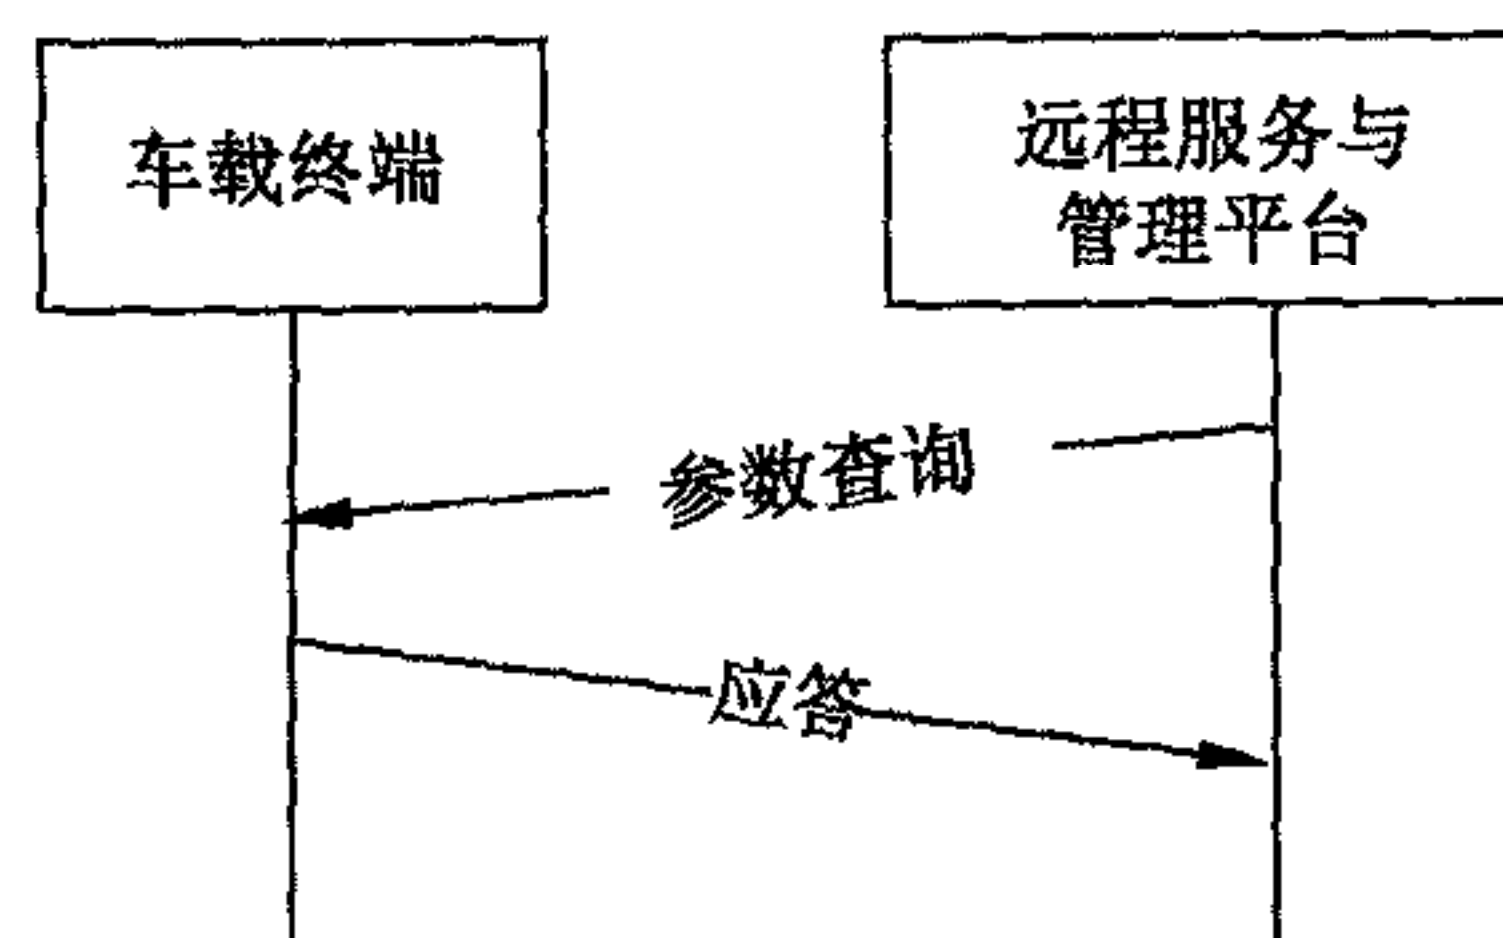 车载终端
远程服务与
管理平台
参数查询
应答